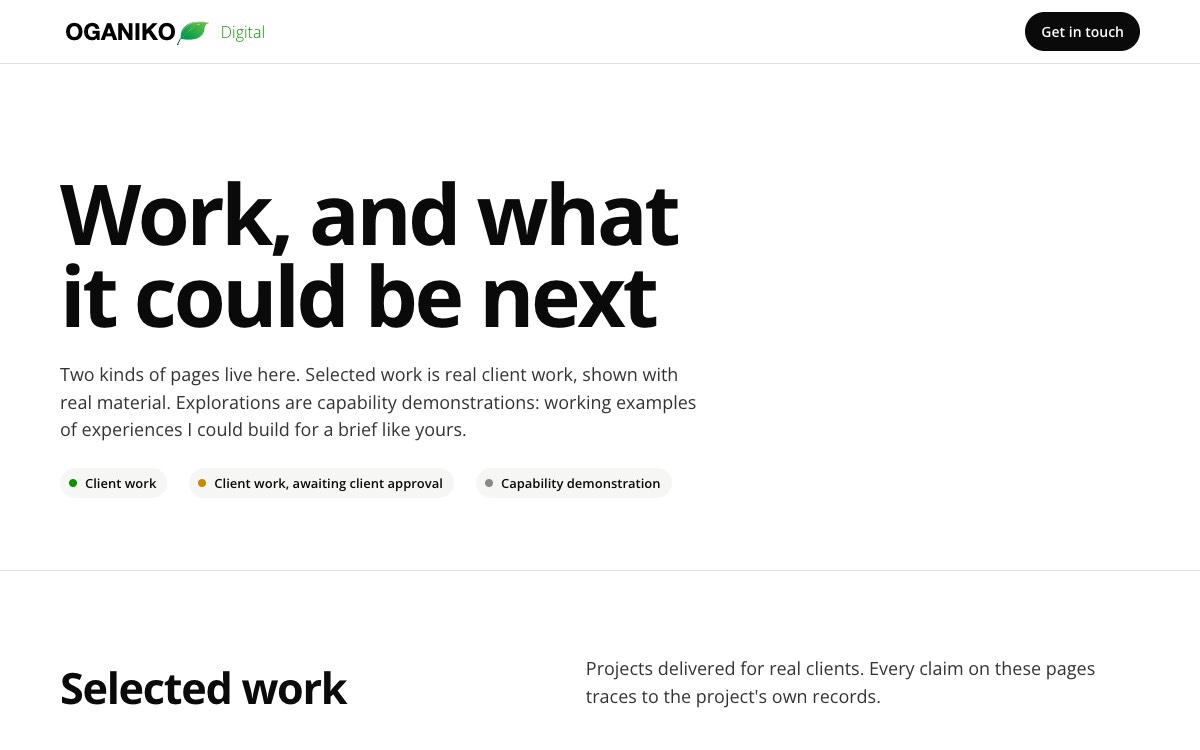 OGANIKO Digital
Get in touch
Work, and what
it could be next
Two kinds of pages live here. Selected work is real client work, shown with
real material. Explorations are capability demonstrations: working examples
of experiences I could build for a brief like yours.
Client work
Client work, awaiting client approval
Capability demonstration
Selected work
Projects delivered for real clients. Every claim on these pages
traces to the project's own records.